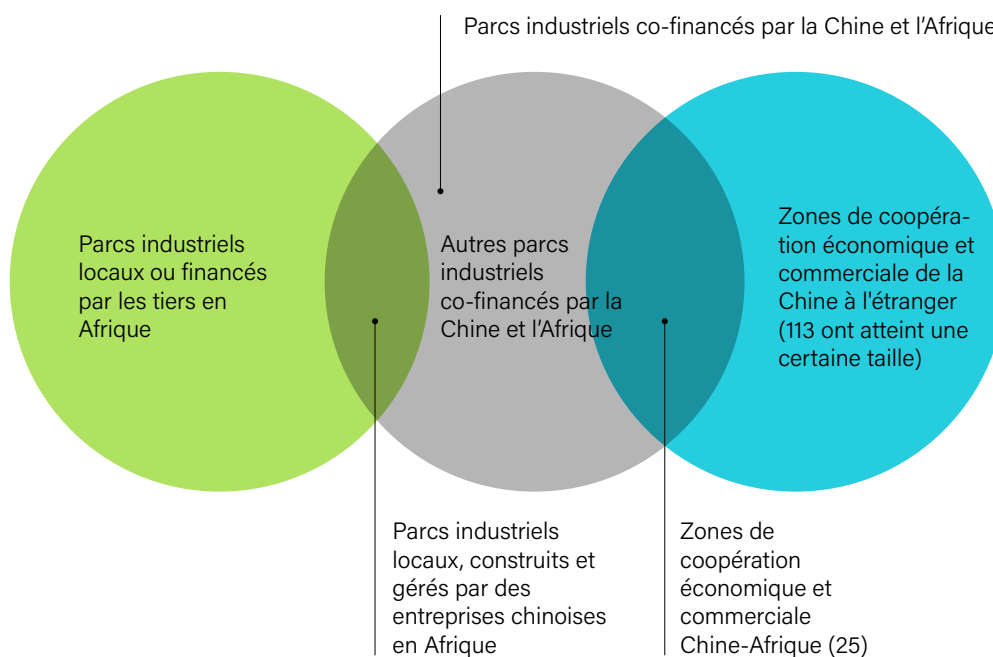 Parcs industriels co-financés par la Chine et l'Afrique
Parcs industriels
locaux ou financés
par les tiers en
Afrique
Autres parcs
industriels
co-financés par la
Chine et l'Afrique
Zones de coopéra-
tion économique et
commerciale de la
Chine à l'étranger
(113 ont atteint une
certaine taille)
Parcs industriels
locaux, construits et
gérés par des
entreprises chinoises
en Afrique
Zones de
coopération
économique et
commerciale
Chine-Afrique (25)